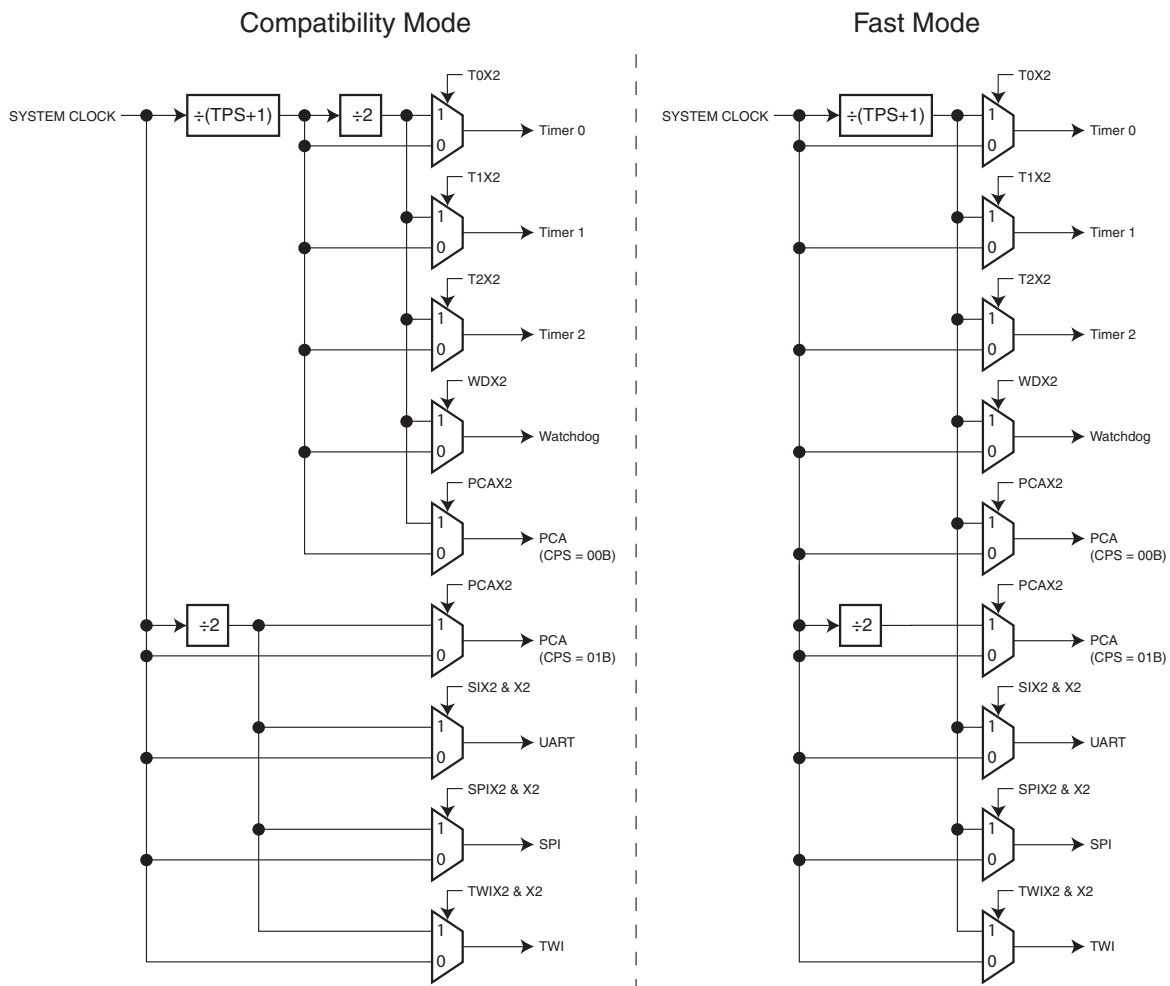 Compatibility Mode
T0X2
SYSTEM CLOCK
÷(TPS+1)
÷2
1
0
Timer 0
T1X2
1
0
Timer 1
T2X2
1
0
Timer 2
WDX2
1
0
Watchdog
PCAX2
1
0
PCA
(CPS = 00B)
PCAX2
÷2
1
0
PCA
(CPS = 01B)
SIX2 & X2
1
0
UART
SPIX2 & X2
1
0
SPI
TWIX2 & X2
1
0
TWI
Fast Mode
T0X2
SYSTEM CLOCK
÷(TPS+1)
1
0
Timer 0
T1X2
1
0
Timer 1
T2X2
1
0
Timer 2
WDX2
1
0
Watchdog
PCAX2
1
0
PCA
(CPS = 00B)
PCAX2
÷2
1
0
PCA
(CPS = 01B)
SIX2 & X2
1
0
UART
SPIX2 & X2
1
0
SPI
TWIX2 & X2
1
0
TWI